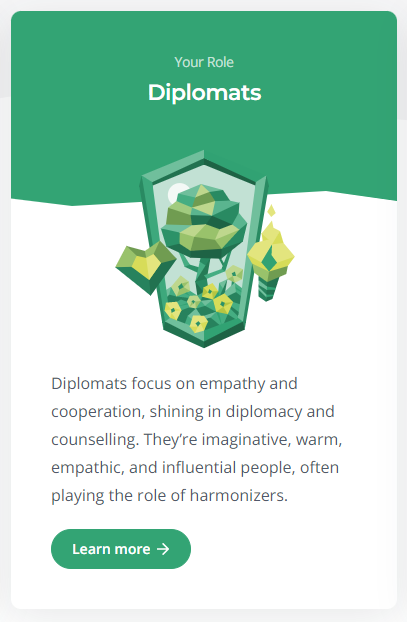 Your Role
Diplomats
Diplomats focus on empathy and
cooperation, shining in diplomacy and
counselling. They’re imaginative, warm,
empathic, and influential people, often
playing the role of harmonizers.
Learn more →